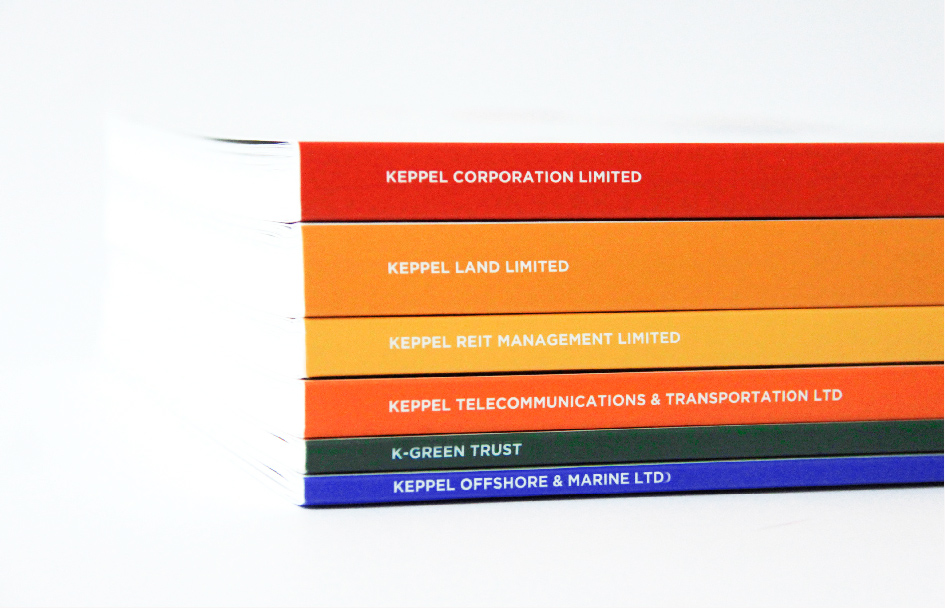 KEPPEL CORPORATION LIMITED
KEPPEL LAND LIMITED
KEPPEL REIT MANAGEMENT LIMITED
KEPPEL TELECOMMUNICATIONS & TRANSPORTATION LTD
K-GREEN TRUST
KEPPEL OFFSHORE & MARINE LTD)